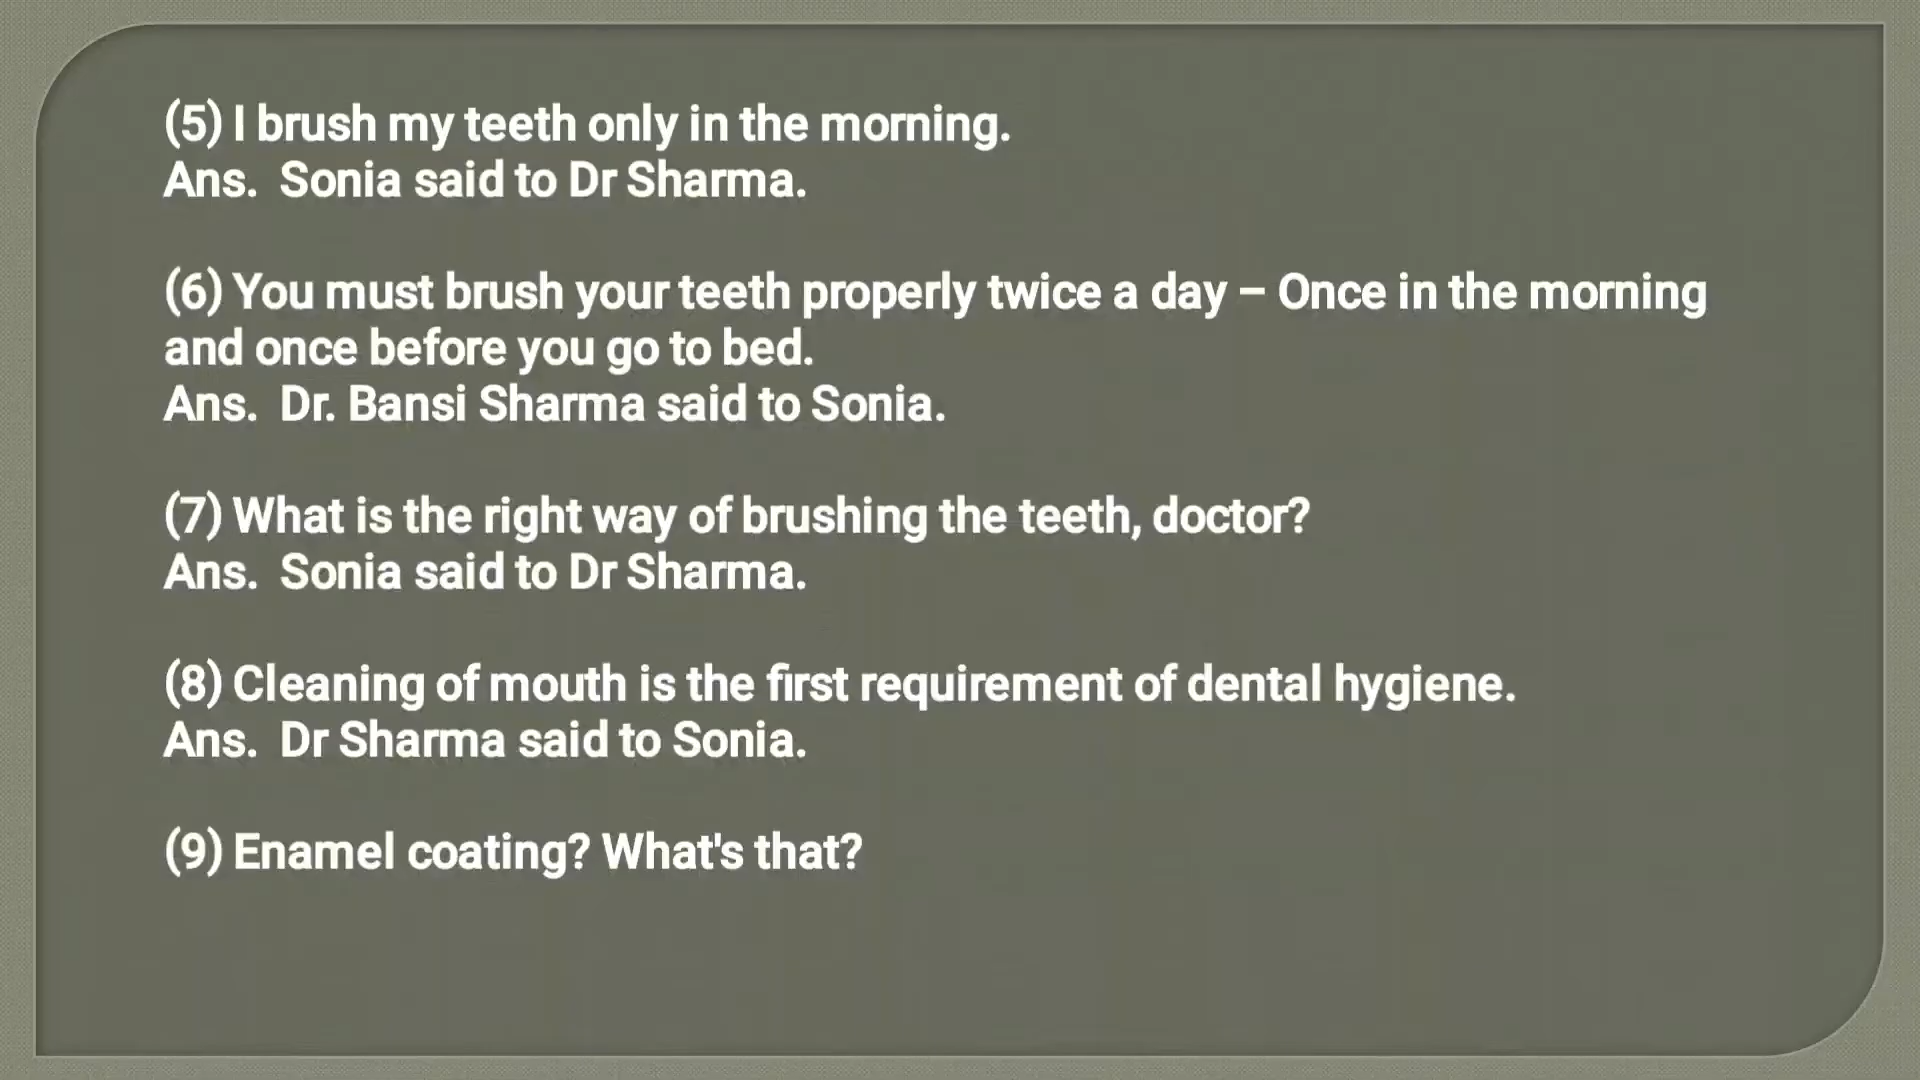 (5) I brush my teeth only in the morning.
Ans.  Sonia said to Dr Sharma.
(6) You must brush your teeth properly twice a day – Once in the morning
and once before you go to bed.
Ans.  Dr. Bansi Sharma said to Sonia.
(7) What is the right way of brushing the teeth, doctor?
Ans.  Sonia said to Dr Sharma.
(8) Cleaning of mouth is the first requirement of dental hygiene.
Ans.  Dr Sharma said to Sonia.
(9) Enamel coating? What's that?